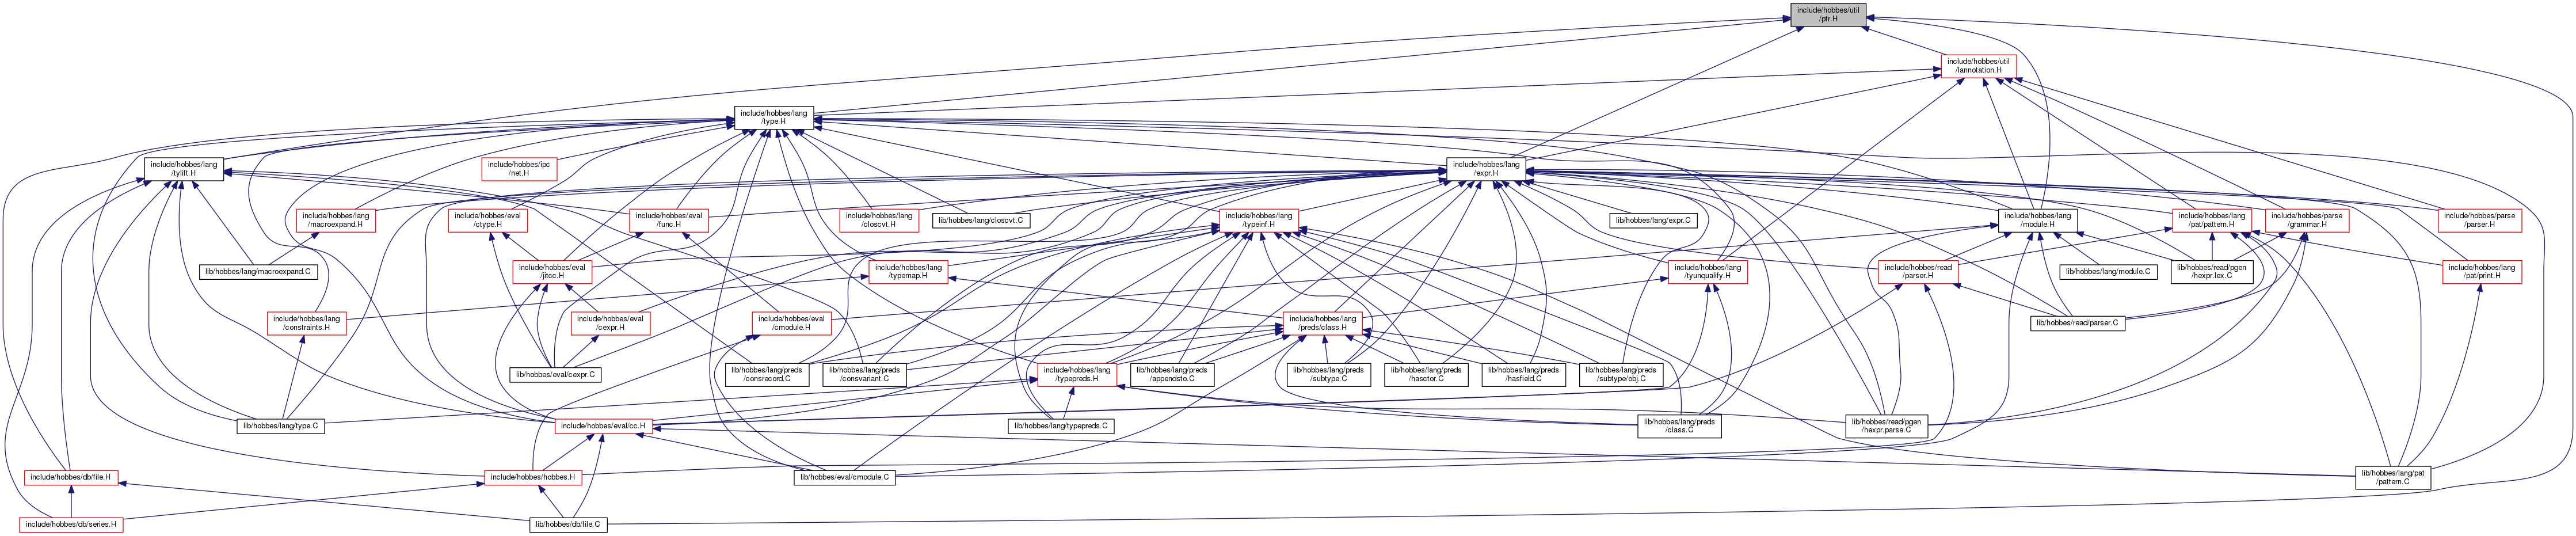 include/hobbes/util
/ptr.H
include/hobbes/util
/lannotation.H
include/hobbes/lang
/type.H
include/hobbes/lang
/tylift.H
include/hobbes/ipc
/net.H
include/hobbes/lang
/expr.H
include/hobbes/lang
/macroexpand.H
include/hobbes/eval
/ctype.H
include/hobbes/eval
/func.H
include/hobbes/lang
/closcvt.H
lib/hobbes/lang/closcvt.C
include/hobbes/lang
/typeinf.H
lib/hobbes/lang/expr.C
include/hobbes/lang
/module.H
include/hobbes/lang
/pat/pattern.H
include/hobbes/parse
/grammar.H
include/hobbes/parse
/parser.H
lib/hobbes/lang/macroexpand.C
include/hobbes/eval
/jitcc.H
include/hobbes/lang
/typemap.H
include/hobbes/lang
/tyunqualify.H
include/hobbes/read
/parser.H
lib/hobbes/lang/module.C
lib/hobbes/read/pgen
/hexpr.lex.C
include/hobbes/lang
/pat/print.H
include/hobbes/lang
/constraints.H
include/hobbes/eval
/cexpr.H
include/hobbes/eval
/cmodule.H
include/hobbes/lang
/preds/class.H
lib/hobbes/read/parser.C
lib/hobbes/eval/cexpr.C
lib/hobbes/lang/preds
/consrecord.C
lib/hobbes/lang/preds
/consvariant.C
include/hobbes/lang
/typepreds.H
lib/hobbes/lang/preds
/appendsto.C
lib/hobbes/lang/preds
/subtype.C
lib/hobbes/lang/preds
/hasctor.C
lib/hobbes/lang/preds
/hasfield.C
lib/hobbes/lang/preds
/subtype/obj.C
lib/hobbes/lang/type.C
include/hobbes/eval/cc.H
lib/hobbes/lang/typepreds.C
lib/hobbes/lang/preds
/class.C
lib/hobbes/read/pgen
/hexpr.parse.C
include/hobbes/db/file.H
include/hobbes/hobbes.H
lib/hobbes/eval/cmodule.C
lib/hobbes/lang/pat
/pattern.C
include/hobbes/db/series.H
lib/hobbes/db/file.C